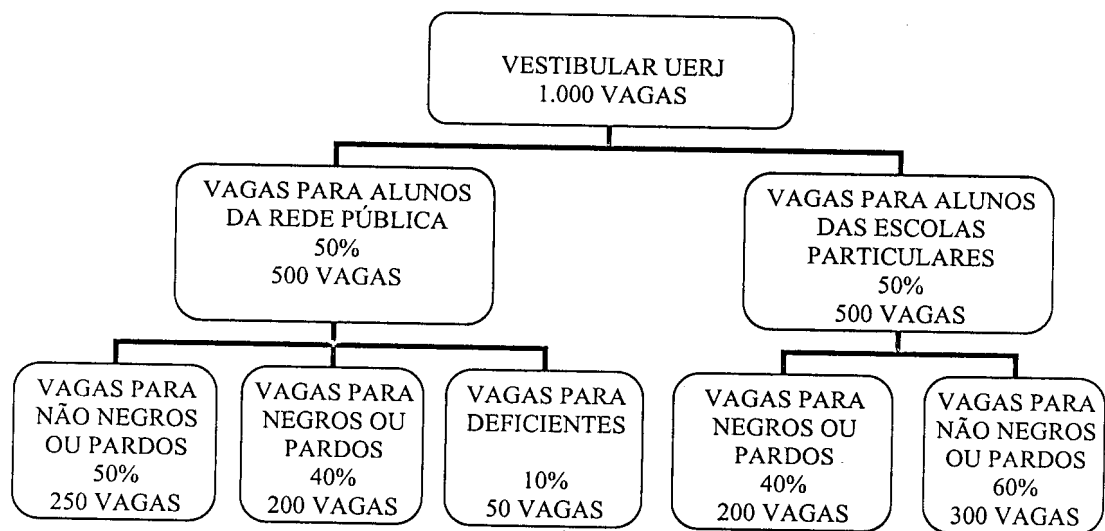 VESTIBULAR UERJ
1.000 VAGAS
VAGAS PARA ALUNOS
DA REDE PÚBLICA
50%
500 VAGAS
VAGAS PARA ALUNOS
DAS ESCOLAS
PARTICULARES
50%
500 VAGAS
VAGAS PARA
NÃO NEGROS
OU PARDOS
50%
250 VAGAS
VAGAS PARA
NEGROS OU
PARDOS
40%
200 VAGAS
VAGAS PARA
DEFICIENTES
10%
50 VAGAS
VAGAS PARA
NEGROS OU
PARDOS
40%
200 VAGAS
VAGAS PARA
NÃO NEGROS
OU PARDOS
60%
300 VAGAS